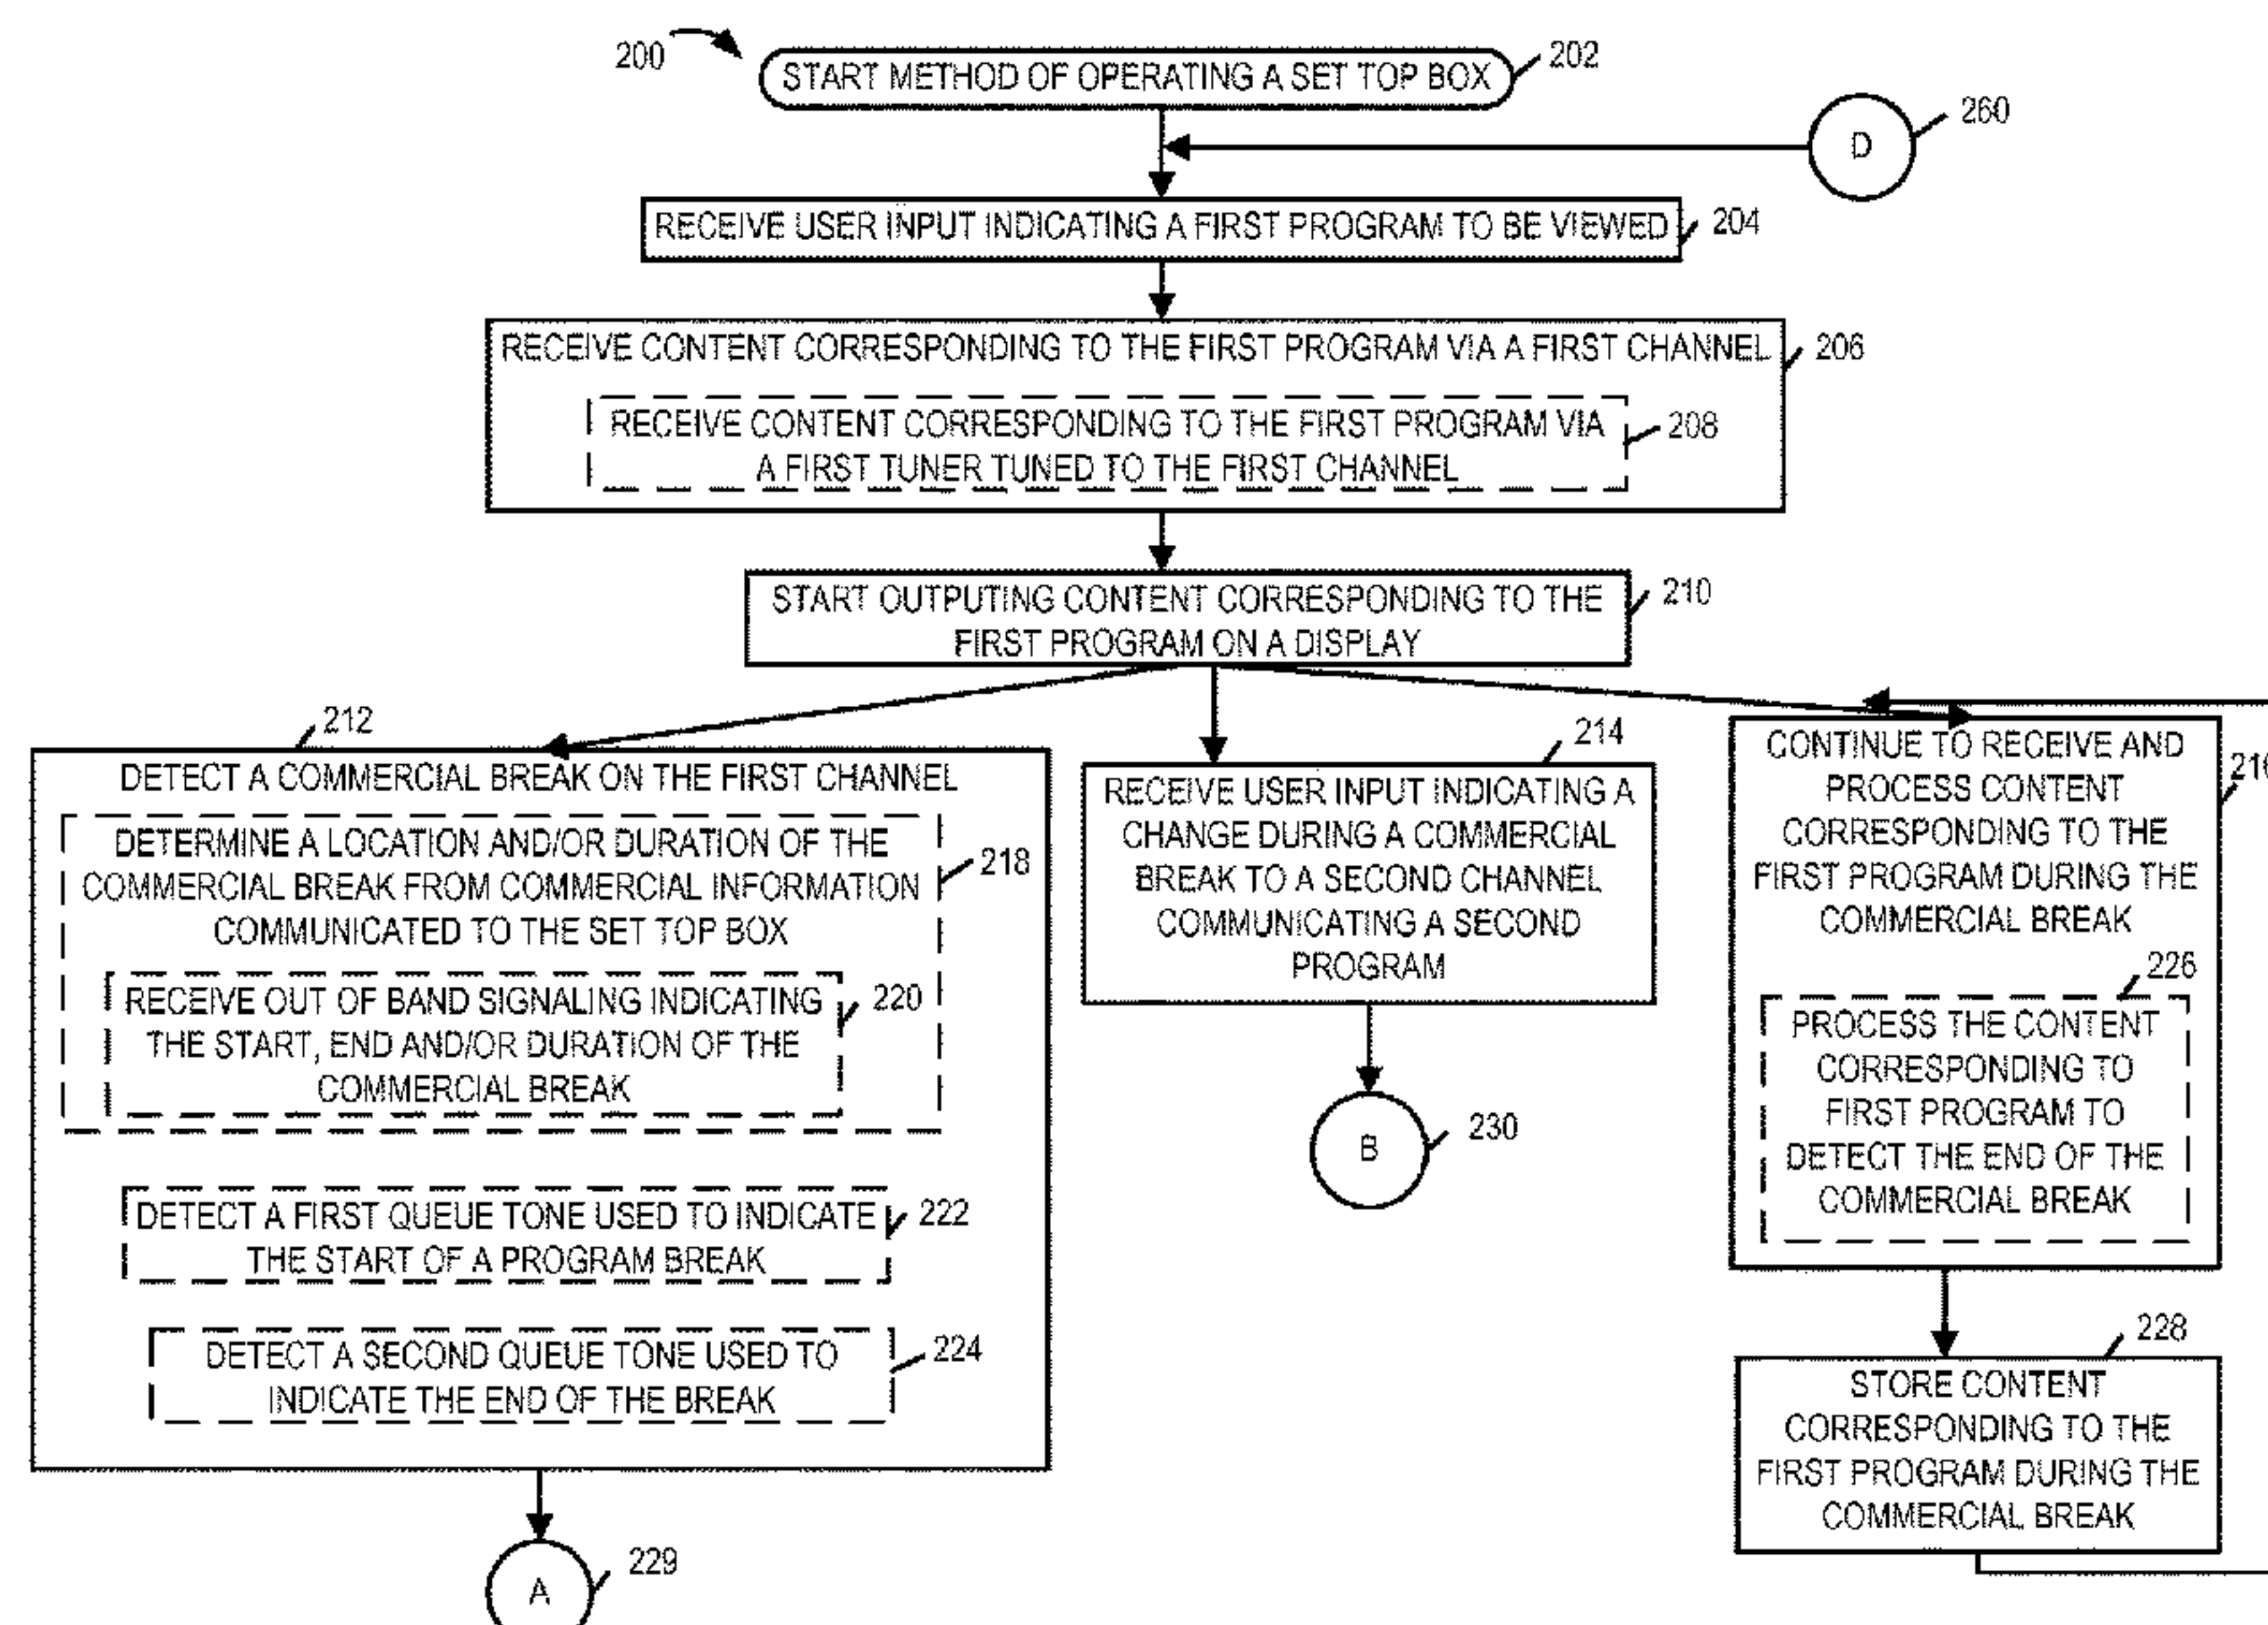 200
START METHOD OF OPERATING A SET TOP BOX
202
D
260
RECEIVE USER INPUT INDICATING A FIRST PROGRAM TO BE VIEWED
204
RECEIVE CONTENT CORRESPONDING TO THE FIRST PROGRAM VIA A FIRST CHANNEL
206
RECEIVE CONTENT CORRESPONDING TO THE FIRST PROGRAM VIA
A FIRST TUNER TUNED TO THE FIRST CHANNEL
208
START OUTPUTING CONTENT CORRESPONDING TO THE
FIRST PROGRAM ON A DISPLAY
210
212
DETECT A COMMERCIAL BREAK ON THE FIRST CHANNEL
DETERMINE A LOCATION AND/OR DURATION OF THE
COMMERCIAL BREAK FROM COMMERCIAL INFORMATION
COMMUNICATED TO THE SET TOP BOX
218
RECEIVE OUT OF BAND SIGNALING INDICATING
THE START, END AND/OR DURATION OF THE
COMMERCIAL BREAK
220
DETECT A FIRST QUEUE TONE USED TO INDICATE
THE START OF A PROGRAM BREAK
222
DETECT A SECOND QUEUE TONE USED TO
INDICATE THE END OF THE BREAK
224
A
229
214
RECEIVE USER INPUT INDICATING A
CHANGE DURING A COMMERCIAL
BREAK TO A SECOND CHANNEL
COMMUNICATING A SECOND
PROGRAM
B
230
CONTINUE TO RECEIVE AND
PROCESS CONTENT
CORRESPONDING TO THE
FIRST PROGRAM DURING THE
COMMERCIAL BREAK
226
PROCESS THE CONTENT
CORRESPONDING TO
FIRST PROGRAM TO
DETECT THE END OF THE
COMMERCIAL BREAK
228
STORE CONTENT
CORRESPONDING TO THE
FIRST PROGRAM DURING THE
COMMERCIAL BREAK